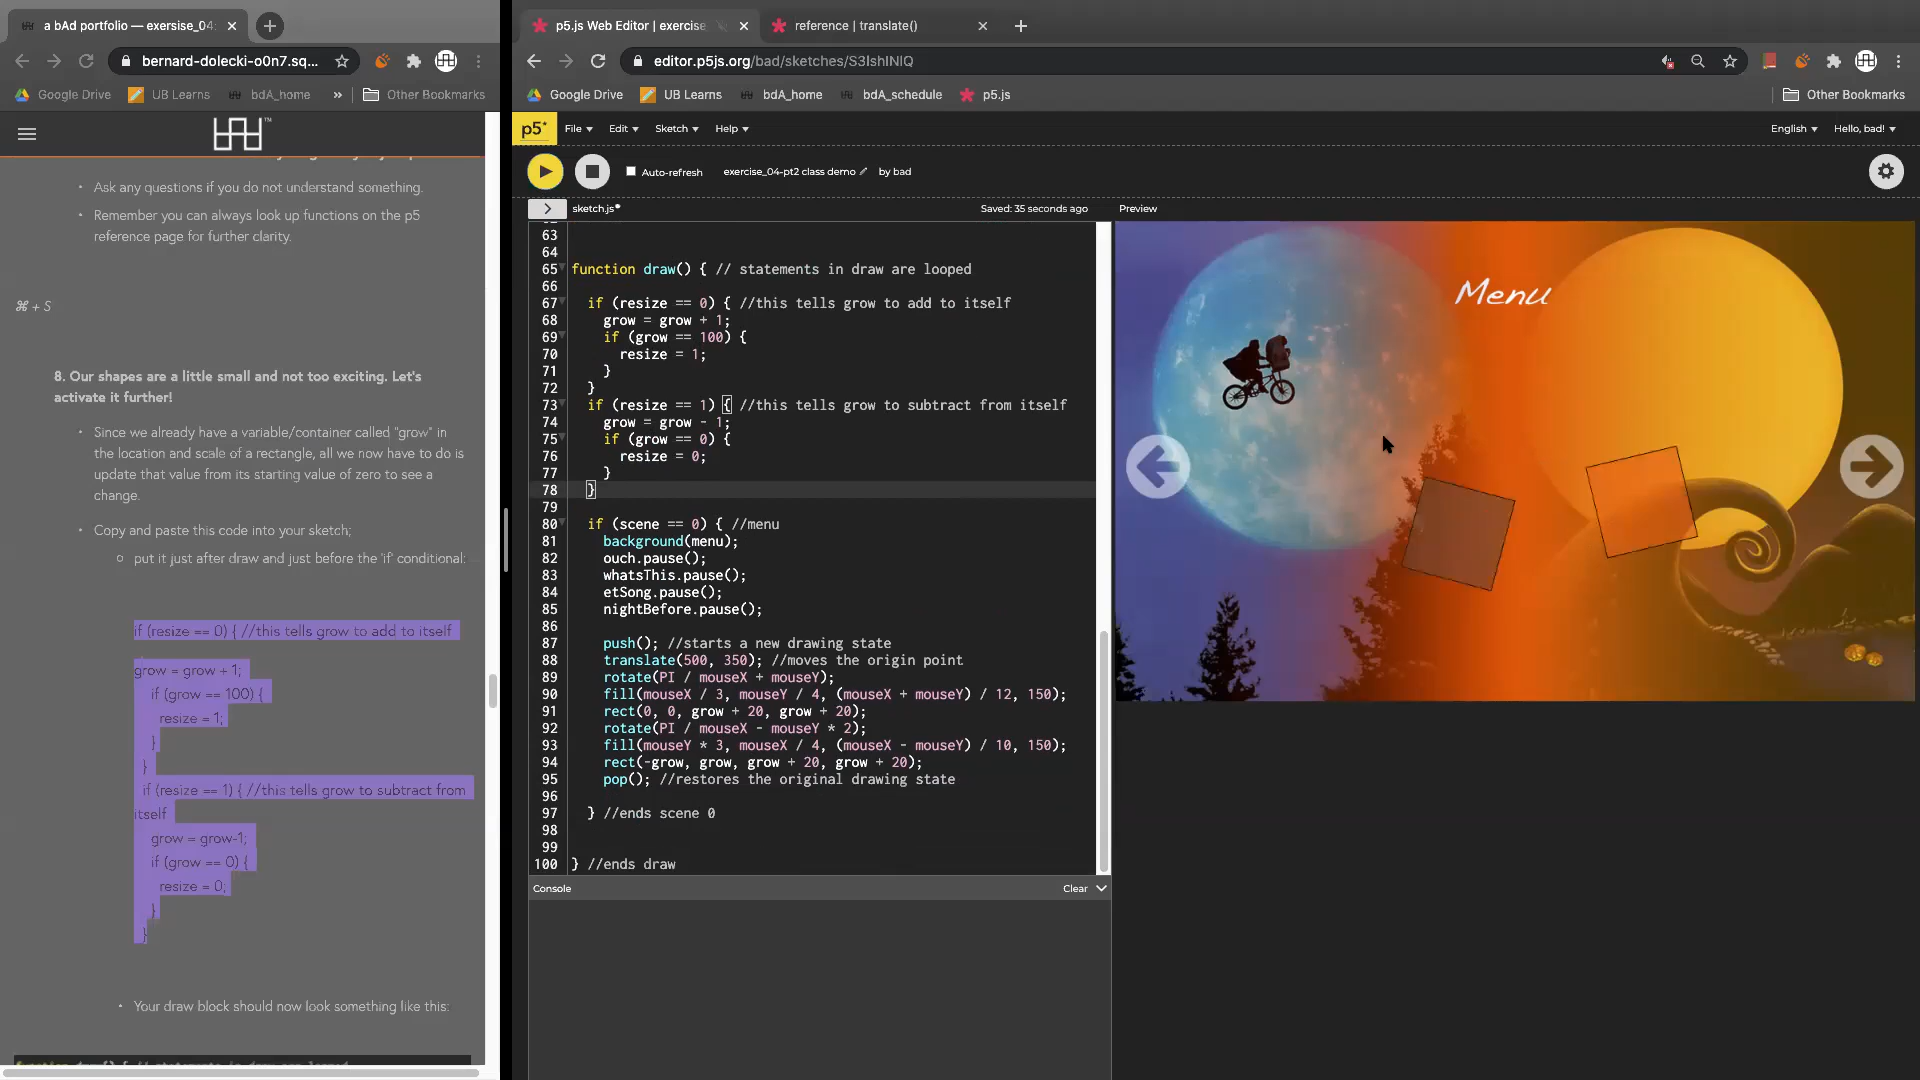 a bAd portfolio — exersise_04:
bernard-dolecki-o0n7.sq...
Google Drive
UB Learns
bdA_home
»
Other Bookmarks
Ask any questions if you do not understand something.
Remember you can always look up functions on the p5
reference page for further clarity.
⌘ + S
8. Our shapes are a little small and not too exciting. Let's
activate it further!
Since we already have a variable/container called "grow" in
the location and scale of a rectangle, all we now have to do is
update that value from its starting value of zero to see a
change.
Copy and paste this code into your sketch;
put it just after draw and just before the 'if' conditional:
if (resize == 0) { //this tells grow to add to itself
grow = grow + 1;
if (grow == 100) {
resize = 1;
}
}
if (resize == 1) { //this tells grow to subtract from
itself
grow = grow-1;
if (grow == 0) {
resize = 0;
}
}
Your draw block should now look something like this:
p5.js Web Editor | exercise
reference | translate()
editor.p5js.org/bad/sketches/S3IshINlQ
Google Drive
UB Learns
bdA_home
bdA_schedule
p5.js
Other Bookmarks
p5*
File
Edit
Sketch
Help
English
Hello, bad!
Auto-refresh
exercise_04-pt2 class demo
by bad
sketch.js
Saved: 35 seconds ago
Preview
63
64
65 function draw() { // statements in draw are looped
66
67 if (resize == 0) { //this tells grow to add to itself
68 grow = grow + 1;
69 if (grow == 100) {
70 resize = 1;
71 }
72 }
73 if (resize == 1) { //this tells grow to subtract from itself
74 grow = grow - 1;
75 if (grow == 0) {
76 resize = 0;
77 }
78 }
79
80 if (scene == 0) { //menu
81 background(menu);
82 ouch.pause();
83 whatsThis.pause();
84 etSong.pause();
85 nightBefore.pause();
86
87 push(); //starts a new drawing state
88 translate(500, 350); //moves the origin point
89 rotate(PI / mouseX + mouseY);
90 fill(mouseX / 3, mouseY / 4, (mouseX + mouseY) / 12, 150);
91 rect(0, 0, grow + 20, grow + 20);
92 rotate(PI / mouseX - mouseY * 2);
93 fill(mouseY * 3, mouseX / 4, (mouseX - mouseY) / 10, 150);
94 rect(-grow, grow, grow + 20, grow + 20);
95 pop(); //restores the original drawing state
96
97 } //ends scene 0
98
99
100 } //ends draw
Console
Clear
Menu